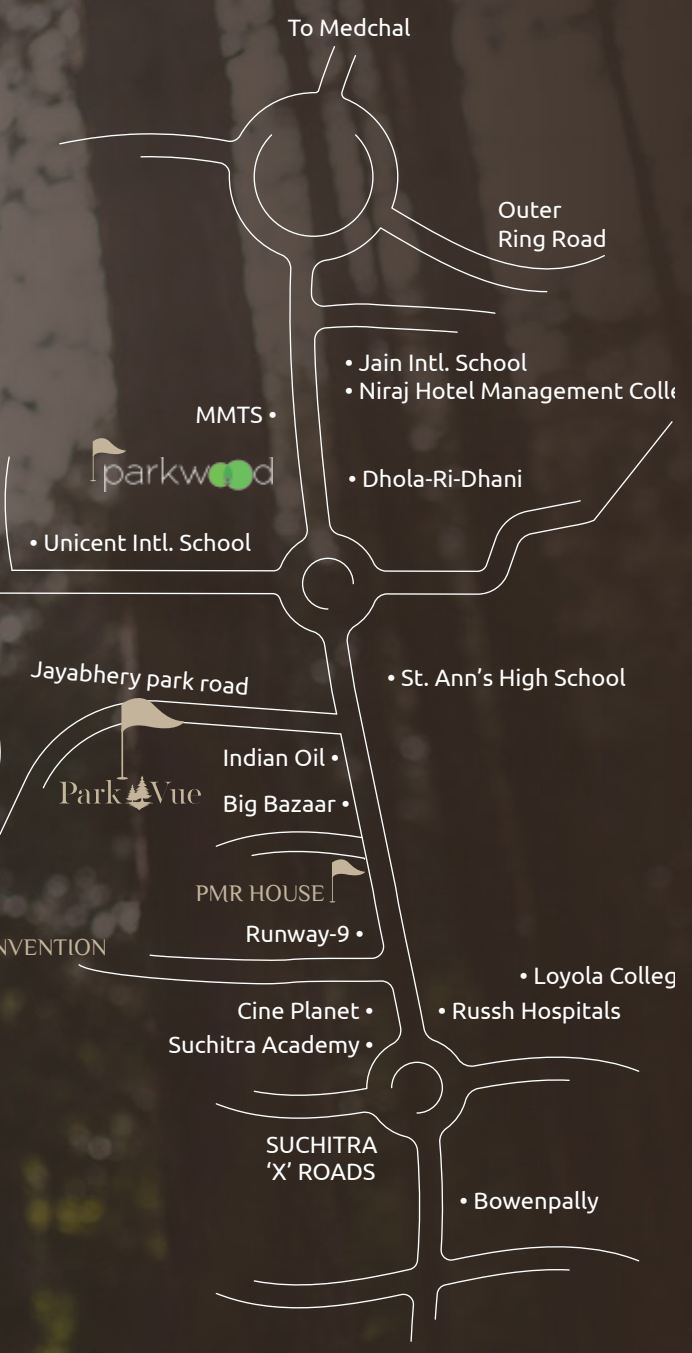 To Medchal
Outer
Ring Road
• Jain Intl. School
• Niraj Hotel Management Colle
MMTS •
parkwood
• Dhola-Ri-Dhani
• Unicent Intl. School
Jayabhery park road
• St. Ann’s High School
Indian Oil •
Park Vue
Big Bazaar •
PMR HOUSE
Runway-9 •
NVENTION
• Loyola Colleg
Cine Planet •
• Russh Hospitals
Suchitra Academy •
SUCHITRA
‘X’ ROADS
• Bowenpally